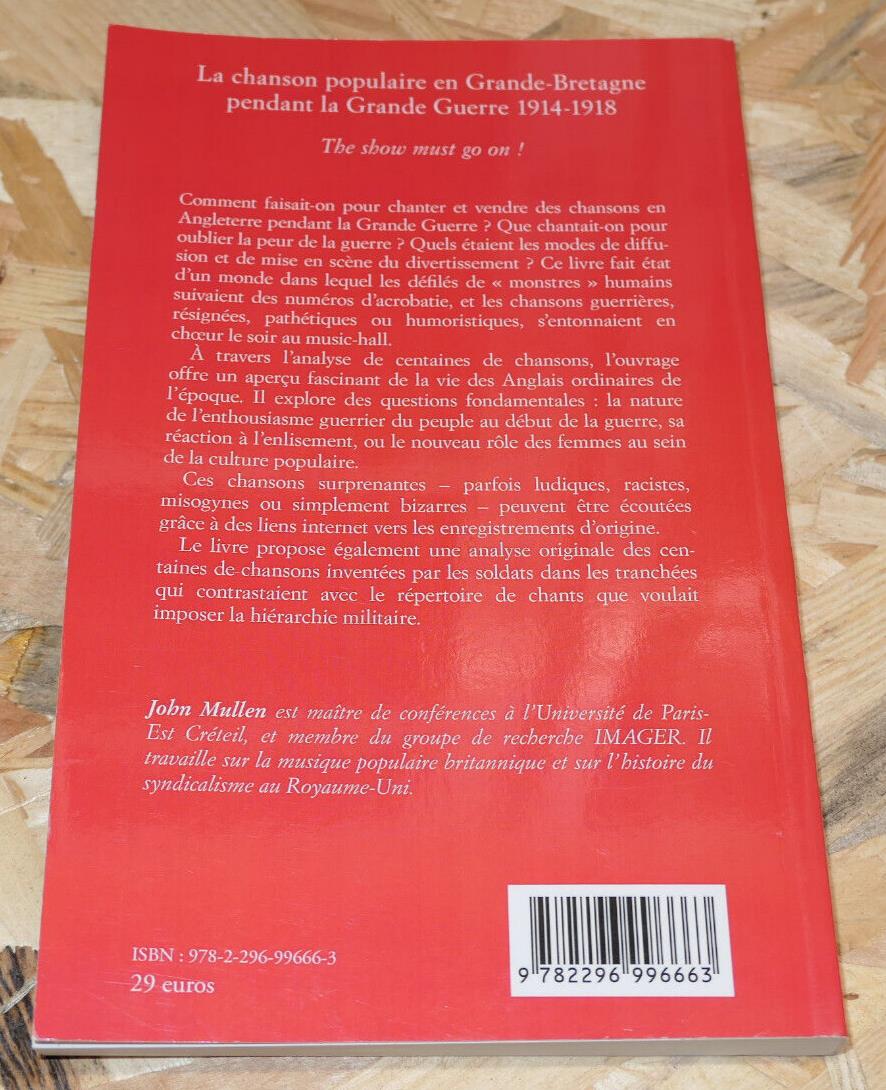 La chanson populaire en Grande-Bretagne
pendant la Grande Guerre 1914-1918
The show must go on !
Comment faisait-on pour chanter et vendre des chansons en
Angleterre pendant la Grande Guerre ? Que chantait-on pour
oublier la peur de la guerre ? Quels étaient les modes de diffu-
sion et de mise en scène du divertissement ? Ce livre fait état
d'un monde dans lequel les défilés de « monstres » humains
suivaient des numéros d'acrobatie, et les chansons guerrières,
résignées, pathétiques ou humoristiques, s'entonnaient en
chœur le soir au music-hall.
À travers l'analyse de centaines de chansons, l'ouvrage
offre un aperçu fascinant de la vie des Anglais ordinaires de
l'époque. Il explore des questions fondamentales : la nature
de l'enthousiasme guerrier du peuple au début de la guerre, sa
réaction à l'enlisement, ou le nouveau rôle des femmes au sein
de la culture populaire.
Ces chansons surprenantes – parfois ludiques, racistes,
misogynes ou simplement bizarres – peuvent être écoutées
grâce à des liens internet vers les enregistrements d'origine.
Le livre propose également une analyse originale des cen-
taines de chansons inventées par les soldats dans les tranchées
qui contrastaient avec le répertoire de chants que voulait
imposer la hiérarchie militaire.
John Mullen est maître de conférences à l'Université de Paris-
Est Créteil, et membre du groupe de recherche IMAGER. Il
travaille sur la musique populaire britannique et sur l'histoire du
syndicalisme au Royaume-Uni.
ISBN : 978-2-296-99666-3
29 euros
9 782296 996663